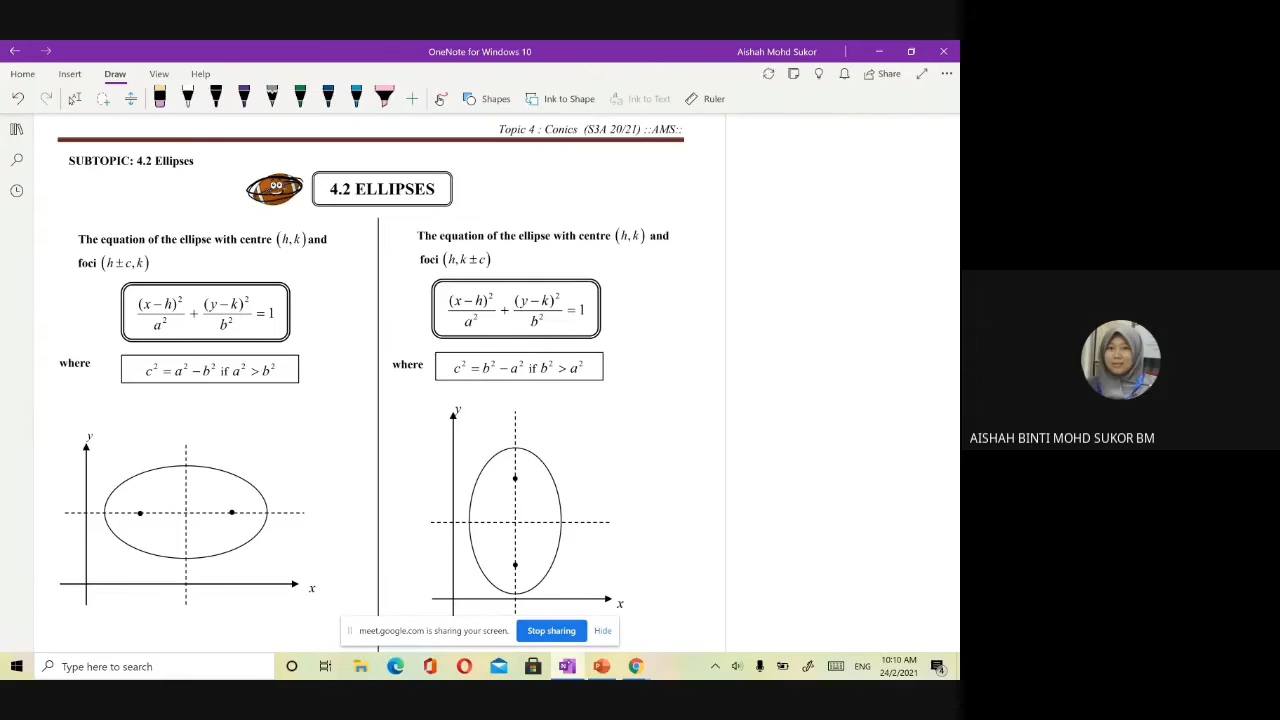 OneNote for Windows 10
Aishah Mohd Sukor
Home Insert Draw View Help
Share
Shapes Ink to Shape Ink to Text Ruler
Topic 4 : Conics (S3A 20/21) ::AMS::
SUBTOPIC: 4.2 Ellipses
4.2 ELLIPSES
The equation of the ellipse with centre (h, k) and
foci (h ± c, k)
(x − h)²/a² + (y − k)²/b² = 1
where c² = a² − b² if a² > b²
y
x
The equation of the ellipse with centre (h, k) and
foci (h, k ± c)
(x − h)²/a² + (y − k)²/b² = 1
where c² = b² − a² if b² > a²
y
x
meet.google.com is sharing your screen. Stop sharing Hide
AISHAH BINTI MOHD SUKOR BM
Type here to search
ENG
10:10 AM
24/2/2021
4